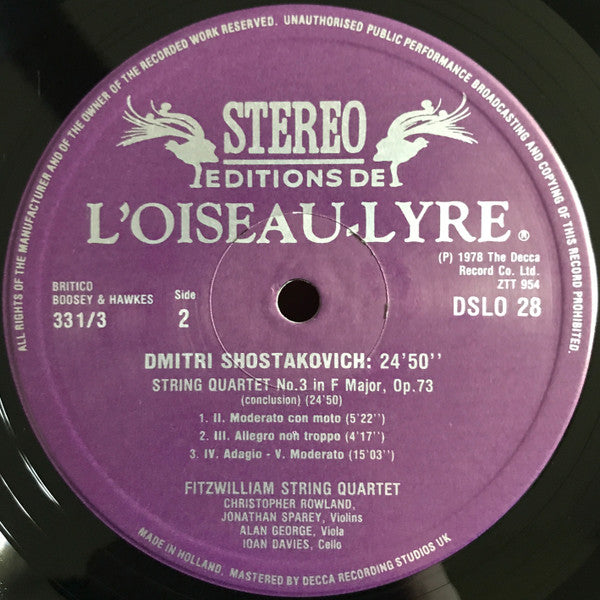 ALL RIGHTS OF THE MANUFACTURER AND OF THE OWNER OF THE RECORDED WORK RESERVED. UNAUTHORISED PUBLIC PERFORMANCE BROADCASTING AND COPYING OF THIS RECORD PROHIBITED.
STEREO
EDITIONS DE
L'OISEAU-LYRE®
(P) 1978 The Decca
Record Co. Ltd.
ZTT 954
BRITICO
BOOSEY & HAWKES
Side
33 1/3
2
DSLO 28
DMITRI SHOSTAKOVICH: 24'50''
STRING QUARTET No.3 in F Major, Op.73
(conclusion) (24'50)
1. II. Moderato con moto (5'22'')
2. III. Allegro non troppo (4'17'')
3. IV. Adagio - V. Moderato (15'03'')
FITZWILLIAM STRING QUARTET
CHRISTOPHER ROWLAND,
JONATHAN SPAREY, Violins
ALAN GEORGE, Viola
IOAN DAVIES, Cello
MADE IN HOLLAND. MASTERED BY DECCA RECORDING STUDIOS UK